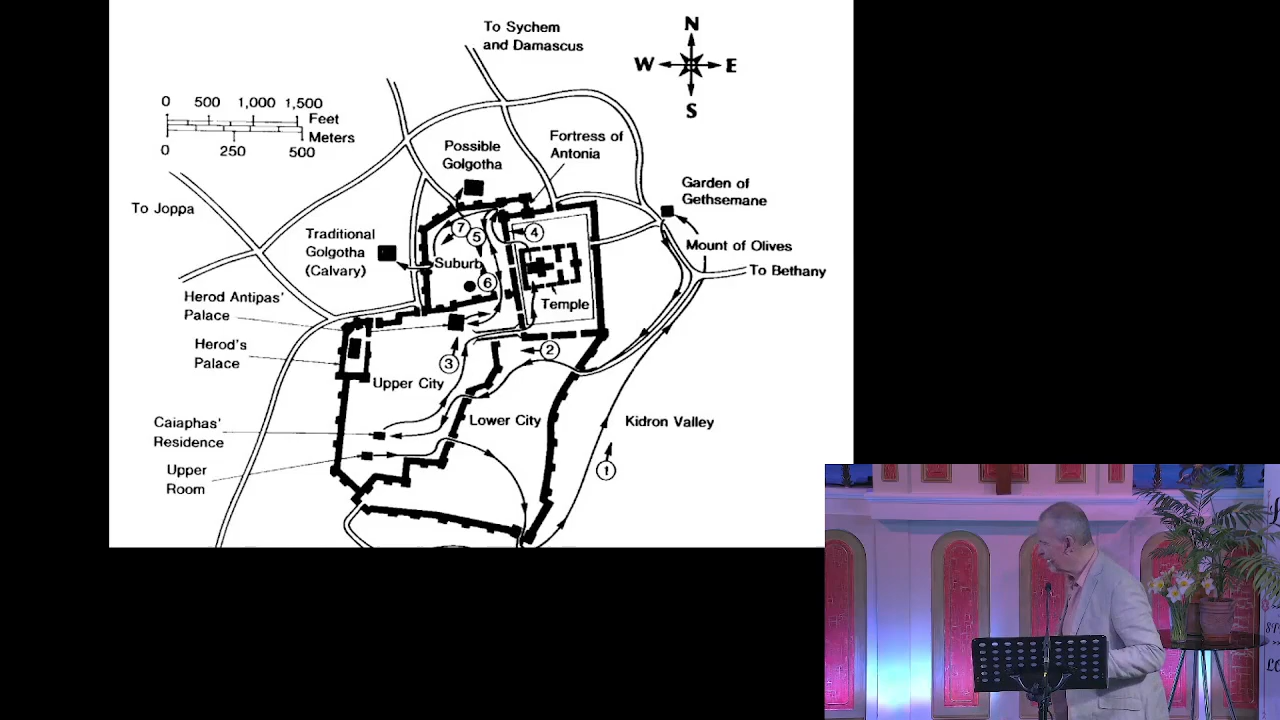 To Sychem
and Damascus
N
W E
S
0 500 1,000 1,500
Feet
Meters
0 250 500
Possible
Golgotha
Fortress of
Antonia
Garden of
Gethsemane
To Joppa
Traditional
Golgotha
(Calvary)
7
5
4
Mount of Olives
Suburb
To Bethany
6
Herod Antipas'
Palace
Temple
Herod's
Palace
2
3
Upper City
Caiaphas'
Residence
Lower City
Kidron Valley
Upper
Room
1